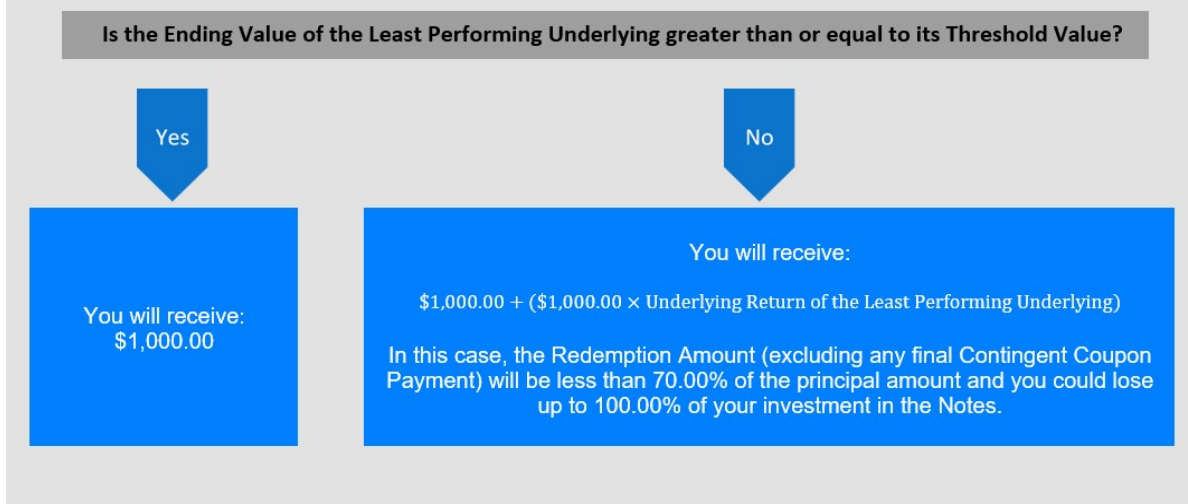 Is the Ending Value of the Least Performing Underlying greater than or equal to its Threshold Value?
Yes
No
You will receive:
$1,000.00
You will receive:
$1,000.00 + ($1,000.00 × Underlying Return of the Least Performing Underlying)
In this case, the Redemption Amount (excluding any final Contingent Coupon
Payment) will be less than 70.00% of the principal amount and you could lose
up to 100.00% of your investment in the Notes.